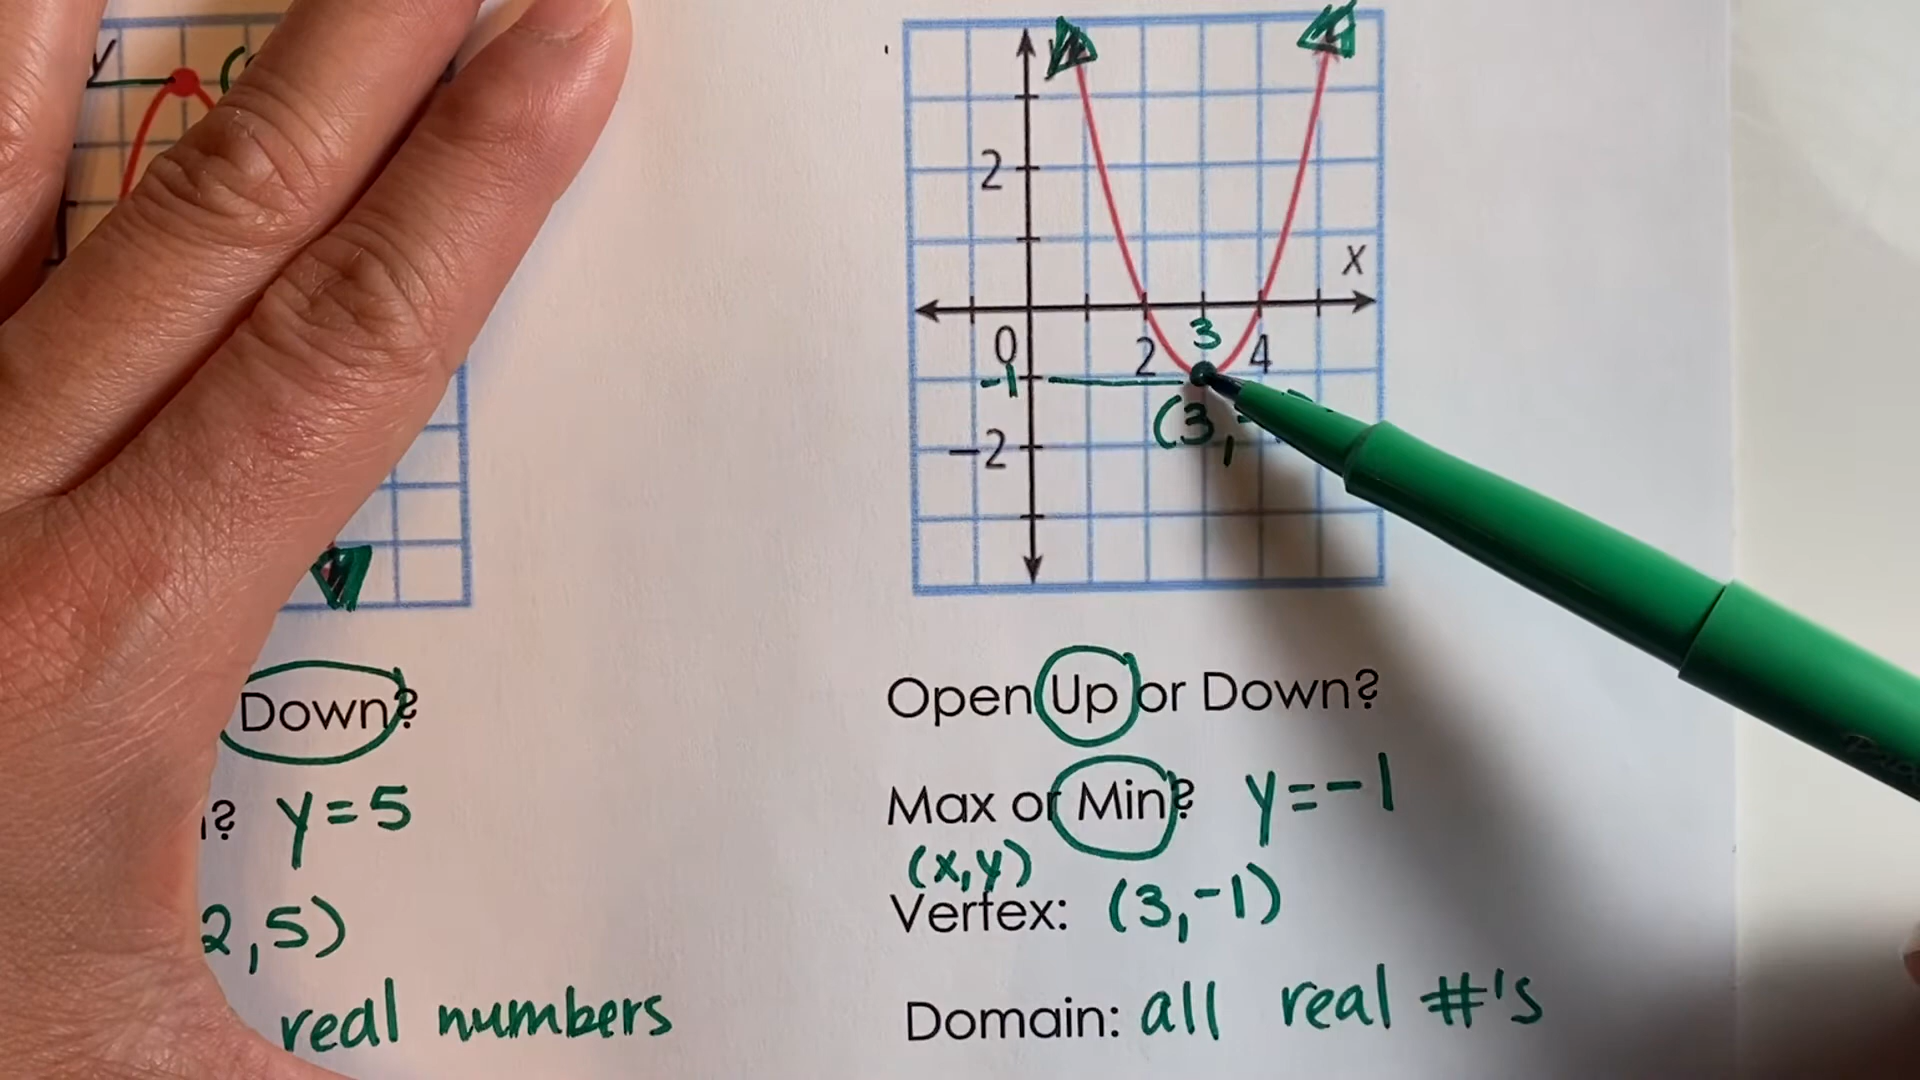 y
(
2
x
0
3
2
4
-1
(3,
-2
Down?
y=5
2,5)
real numbers
Open Up or Down?
Max or Min? y=-1
(x,y)
Vertex: (3,-1)
Domain: all real #'s